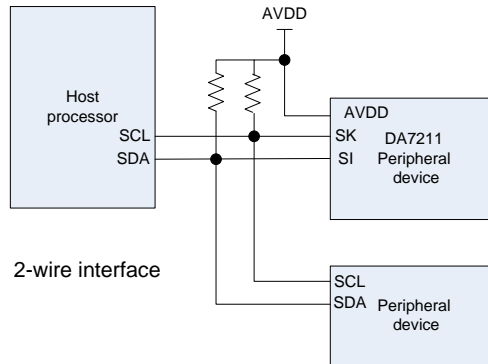 AVDD
Host
processor
SCL
SDA
AVDD
SK
DA7211
SI
Peripheral
device
2-wire interface
SCL
SDA
Peripheral
device